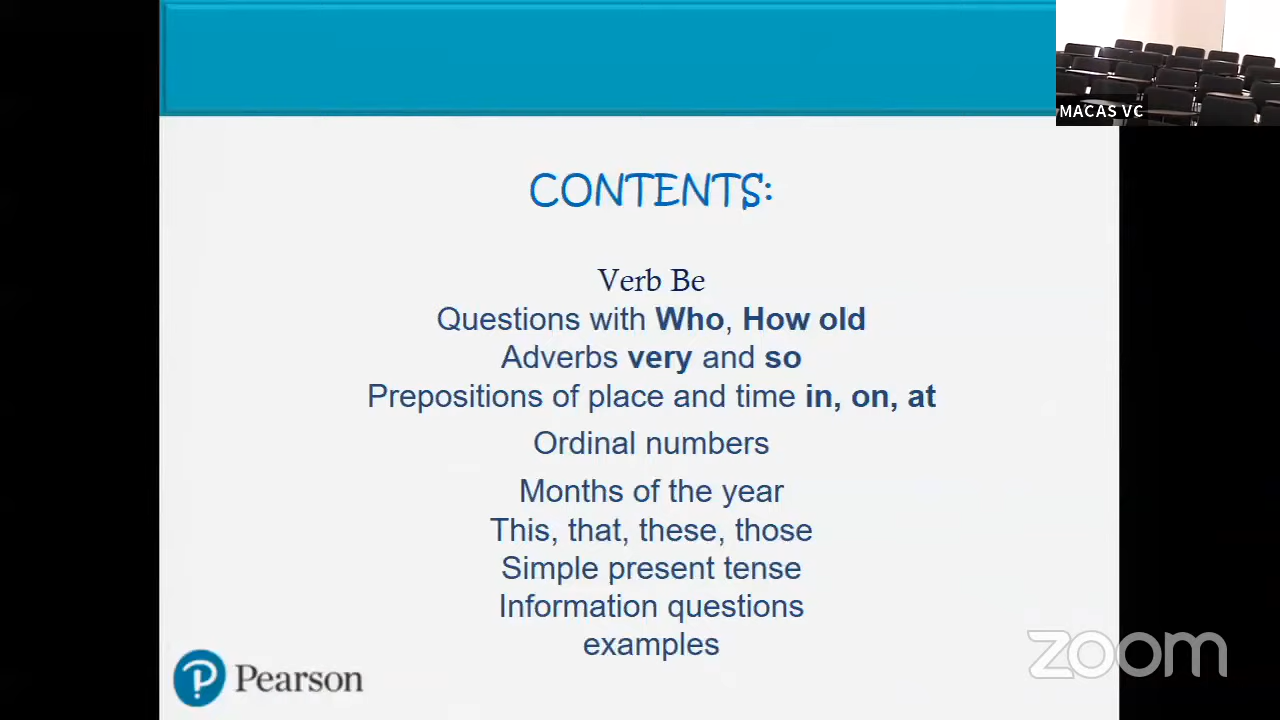 MACAS VC
CONTENTS:
Verb Be
Questions with Who, How old
Adverbs very and so
Prepositions of place and time in, on, at
Ordinal numbers
Months of the year
This, that, these, those
Simple present tense
Information questions
examples
Pearson
zoom